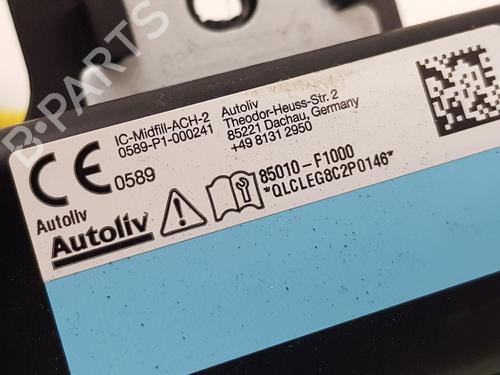 B-PARTS
IC-Midfill-ACH-2
0589-P1-000241
Autoliv
Theodor-Heuss-Str. 2
85221 Dachau, Germany
+49 8131 2950
CE 0589
Autoliv
Autoliv
85010-F1000
*QLCLEG8C2P0146*